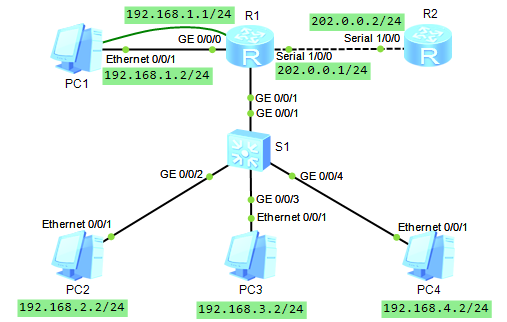 192.168.1.1/24
R1
202.0.0.2/24
R2
GE 0/0/0
Serial 1/0/0
Ethernet 0/0/1
R
Serial 1/0/0
R
PC1
192.168.1.2/24
202.0.0.1/24
GE 0/0/1
GE 0/0/1
S1
GE 0/0/2
GE 0/0/4
GE 0/0/3
Ethernet 0/0/1
Ethernet 0/0/1
Ethernet 0/0/1
PC2
PC3
PC4
192.168.2.2/24
192.168.3.2/24
192.168.4.2/24